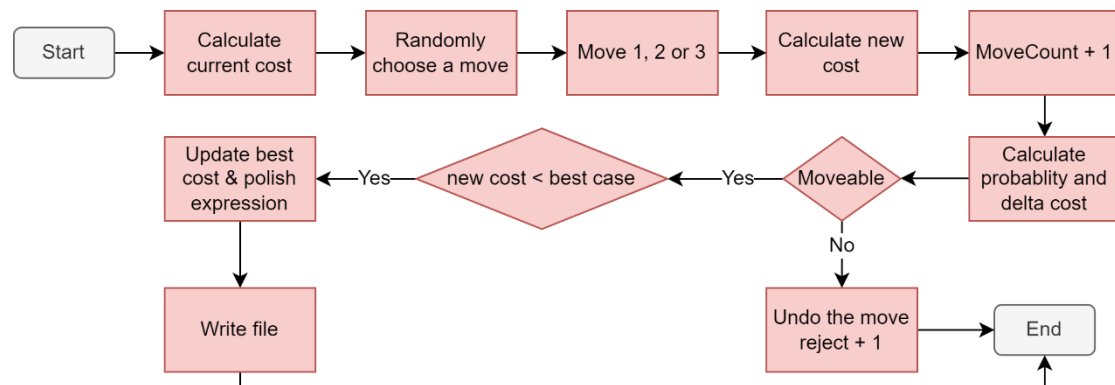 Start
Calculate
current cost
Randomly
choose a move
Move 1, 2 or 3
Calculate new
cost
MoveCount + 1
Calculate
probablity and
delta cost
Moveable
Yes
new cost < best case
Yes
Update best
cost & polish
expression
No
Write file
Undo the move
reject + 1
End